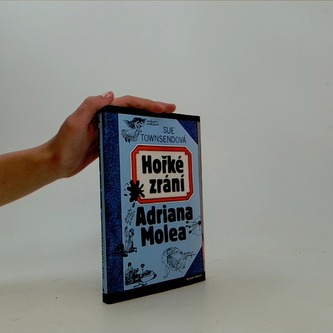 SUE
TOWNSENDOVÁ
Hořké
zrání
Adriana
Molea